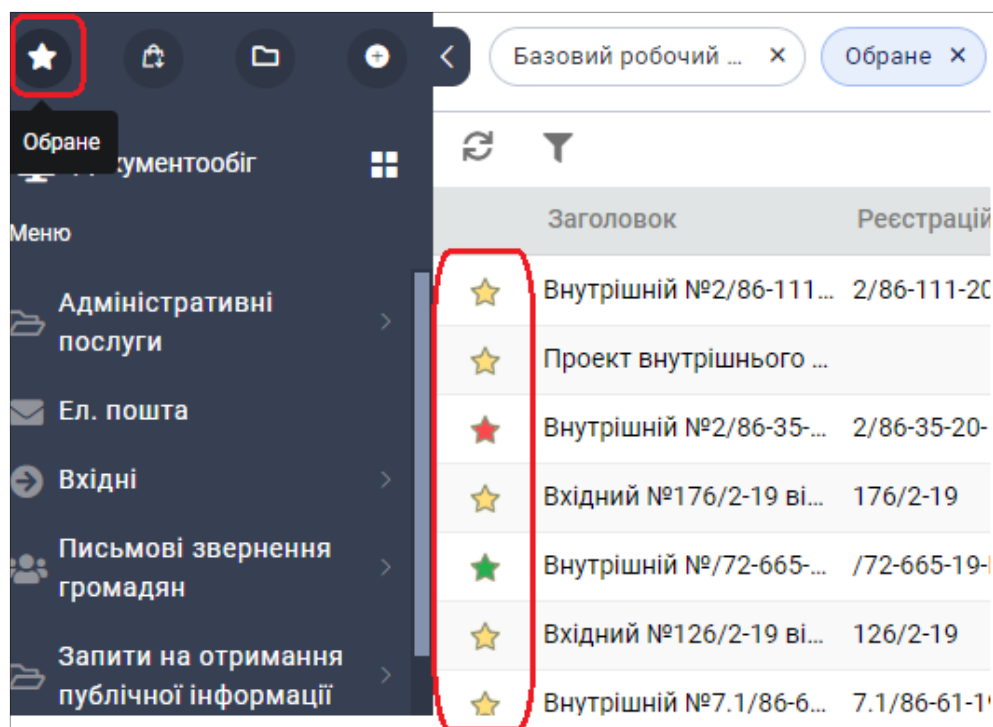 Базовий робочий ...
Обране
Обране
Документообіг
Меню
Заголовок
Реєстрацій
Адміністративні
послуги
Внутрішній №2/86-111... 2/86-111-20
Проект внутрішнього ...
Ел. пошта
Внутрішній №2/86-35-... 2/86-35-20-
Вхідні
Вхідний №176/2-19 ві... 176/2-19
Письмові звернення
громадян
Внутрішній №/72-665-... /72-665-19-
Вхідний №126/2-19 ві... 126/2-19
Запити на отримання
публічної інформації
Внутрішній №7.1/86-6... 7.1/86-61-1